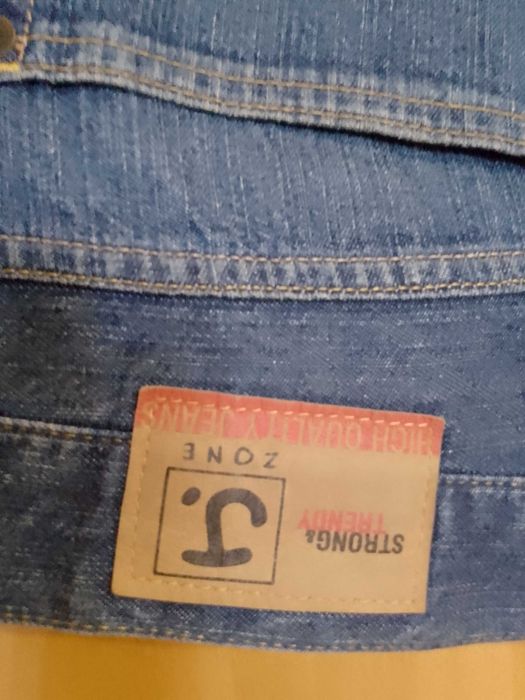 STRONG&
TRENDY
J.
ZONE
HIGH QUALITY JEANS